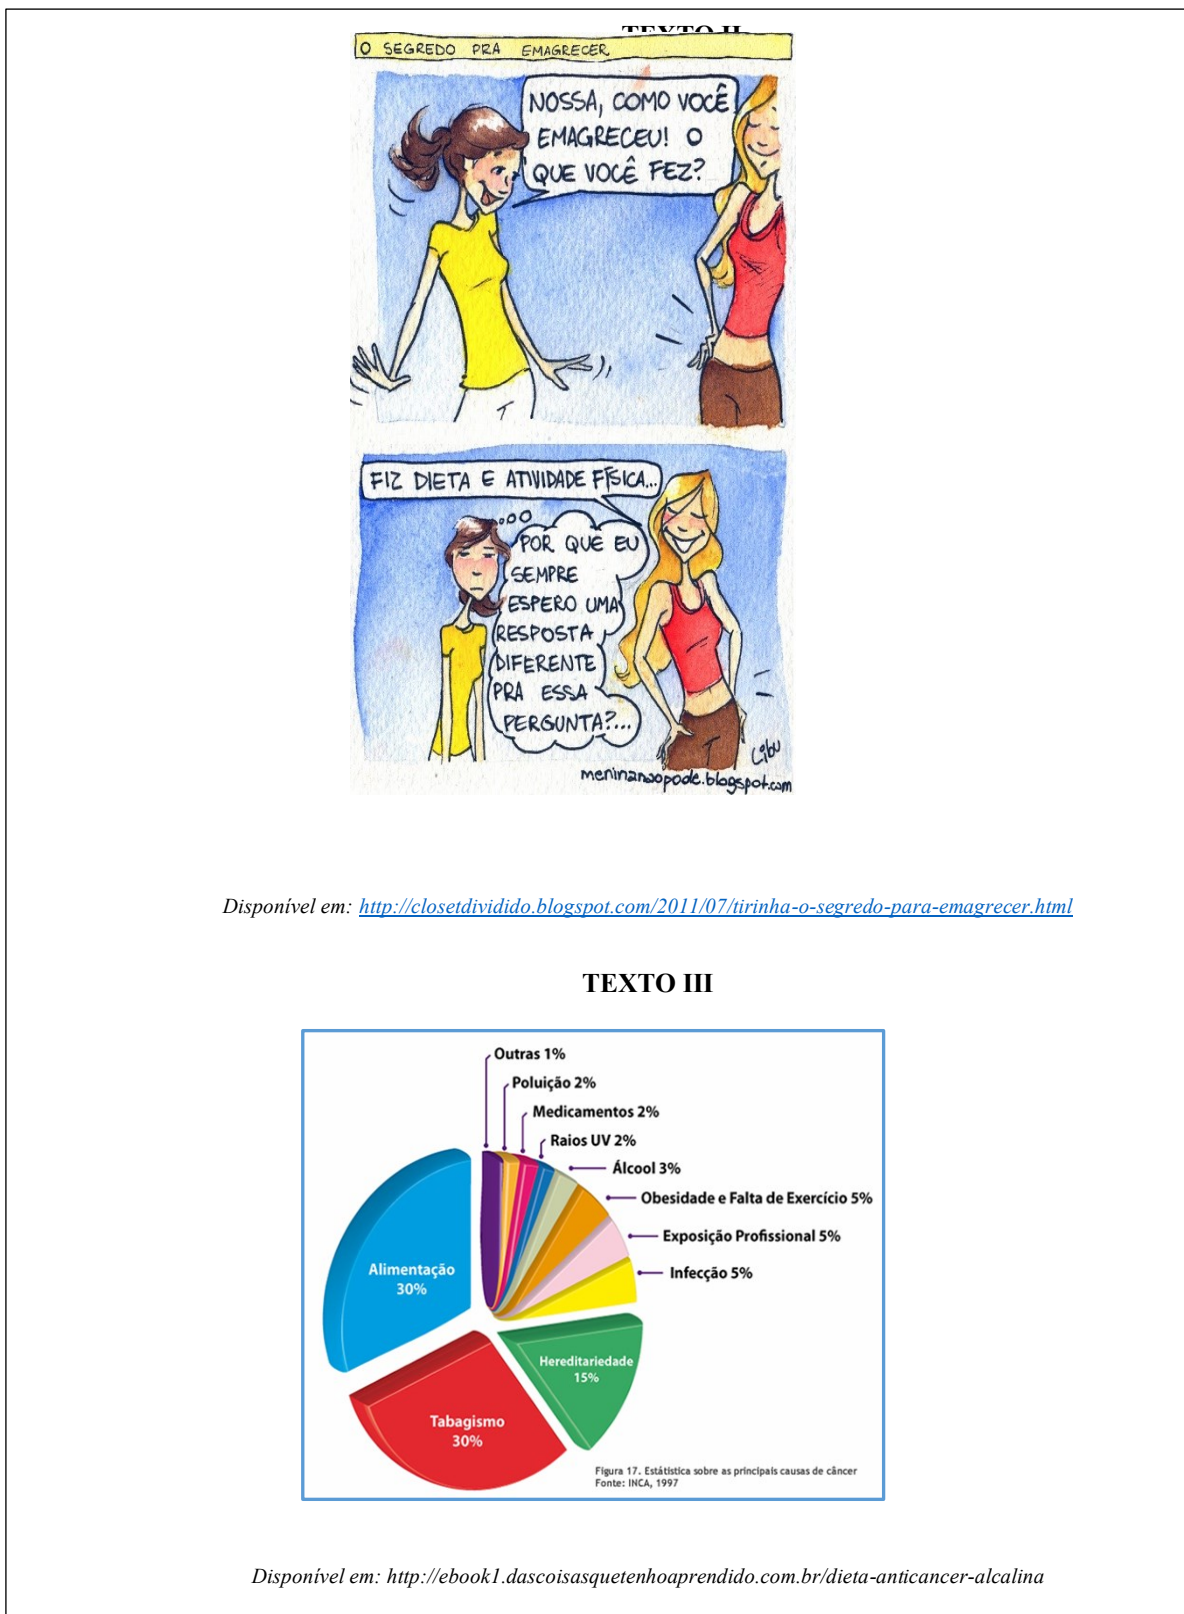 TEXTO II
O SEGREDO PRA EMAGRECER
NOSSA, COMO VOCÊ
EMAGRECEU! O
QUE VOCÊ FEZ?
FIZ DIETA E ATIVIDADE FÍSICA...
POR QUE EU
SEMPRE
ESPERO UMA
RESPOSTA
DIFERENTE
PRA ESSA
PERGUNTA?...
Libu
meninanaopode.blogspot.com
Disponível em: http://closetdividido.blogspot.com/2011/07/tirinha-o-segredo-para-emagrecer.html
TEXTO III
Outras 1%
Poluição 2%
Medicamentos 2%
Raios UV 2%
Álcool 3%
Obesidade e Falta de Exercício 5%
Exposição Profissional 5%
Infecção 5%
Alimentação
30%
Hereditariedade
15%
Tabagismo
30%
Figura 17. Estátistica sobre as principais causas de câncer
Fonte: INCA, 1997
Disponível em: http://ebook1.dascoisasquetenhoaprendido.com.br/dieta-anticancer-alcalina